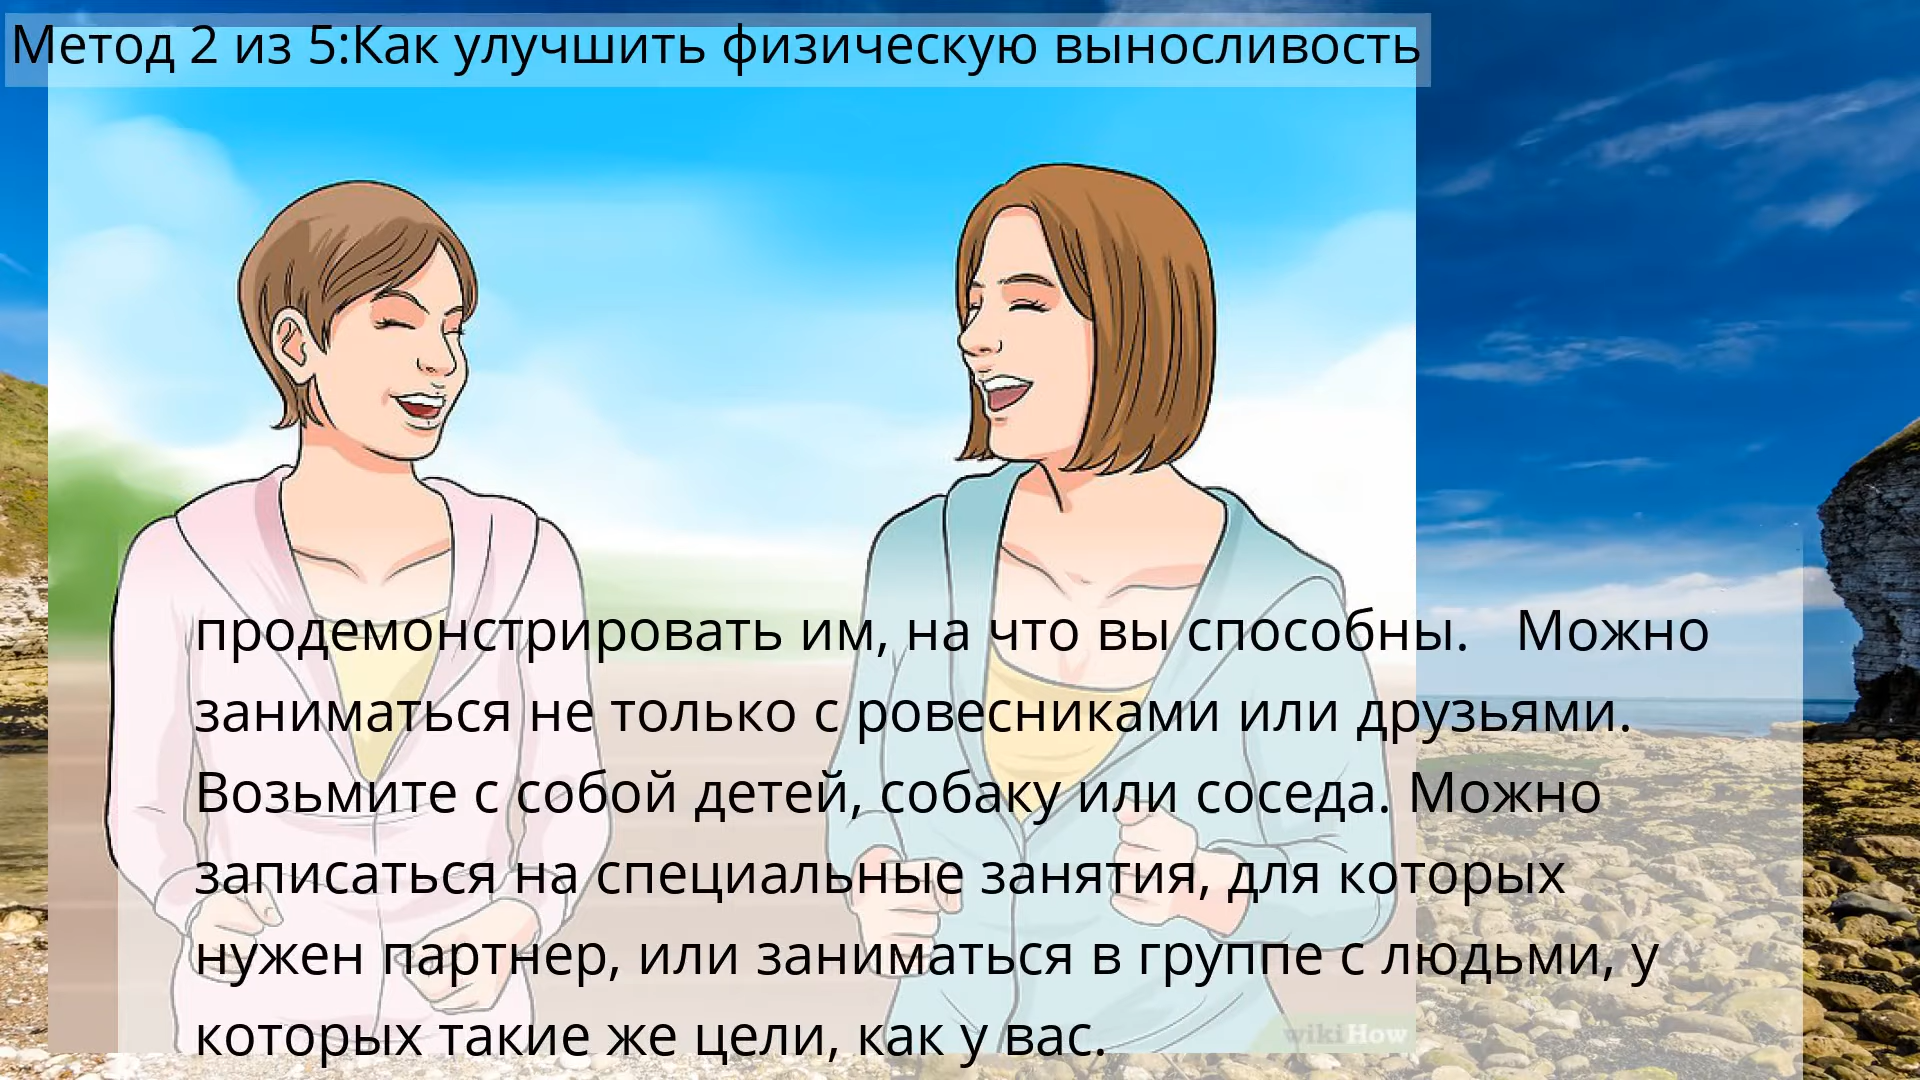 Метод 2 из 5:Как улучшить физическую выносливость
продемонстрировать им, на что вы способны. Можно
заниматься не только с ровесниками или друзьями.
Возьмите с собой детей, собаку или соседа. Можно
записаться на специальные занятия, для которых
нужен партнер, или заниматься в группе с людьми, у
которых такие же цели, как у вас.
wikiHow